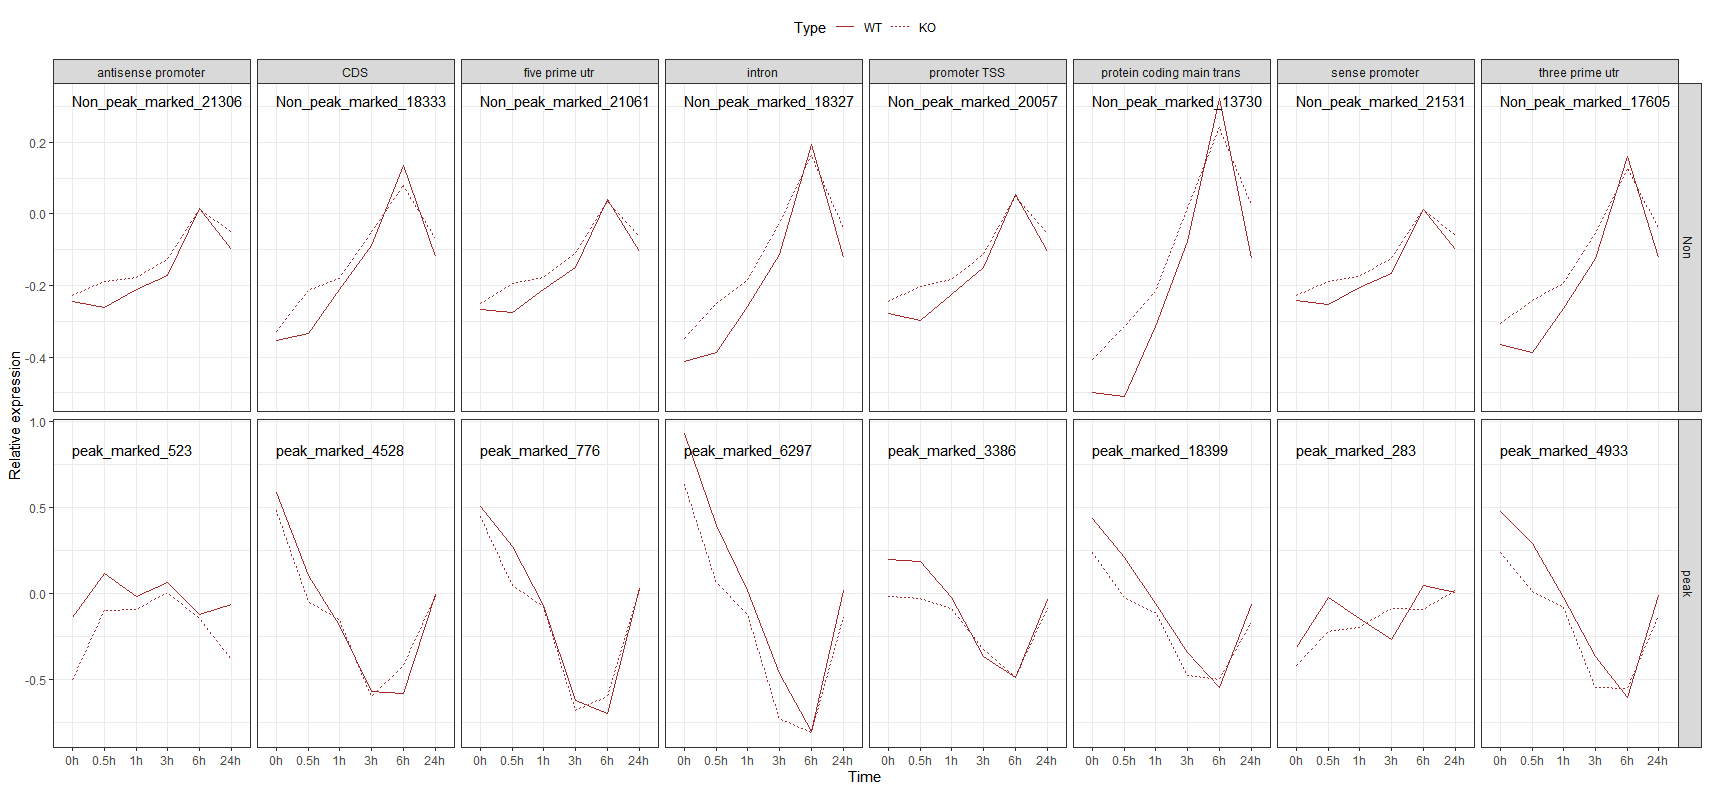 Type WT KO
antisense promoter
CDS
five prime utr
intron
promoter TSS
protein coding main trans
sense promoter
three prime utr
Non_peak_marked_21306
Non_peak_marked_18333
Non_peak_marked_21061
Non_peak_marked_18327
Non_peak_marked_20057
Non_peak_marked_13730
Non_peak_marked_21531
Non_peak_marked_17605
0.2
0.0
-0.2
-0.4
Non
Relative expression
peak_marked_523
peak_marked_4528
peak_marked_776
peak_marked_6297
peak_marked_3386
peak_marked_18399
peak_marked_283
peak_marked_4933
1.0
0.5
0.0
-0.5
peak
0h 0.5h 1h 3h 6h 24h
0h 0.5h 1h 3h 6h 24h
0h 0.5h 1h 3h 6h 24h
0h 0.5h 1h 3h 6h 24h
0h 0.5h 1h 3h 6h 24h
0h 0.5h 1h 3h 6h 24h
0h 0.5h 1h 3h 6h 24h
0h 0.5h 1h 3h 6h 24h
Time